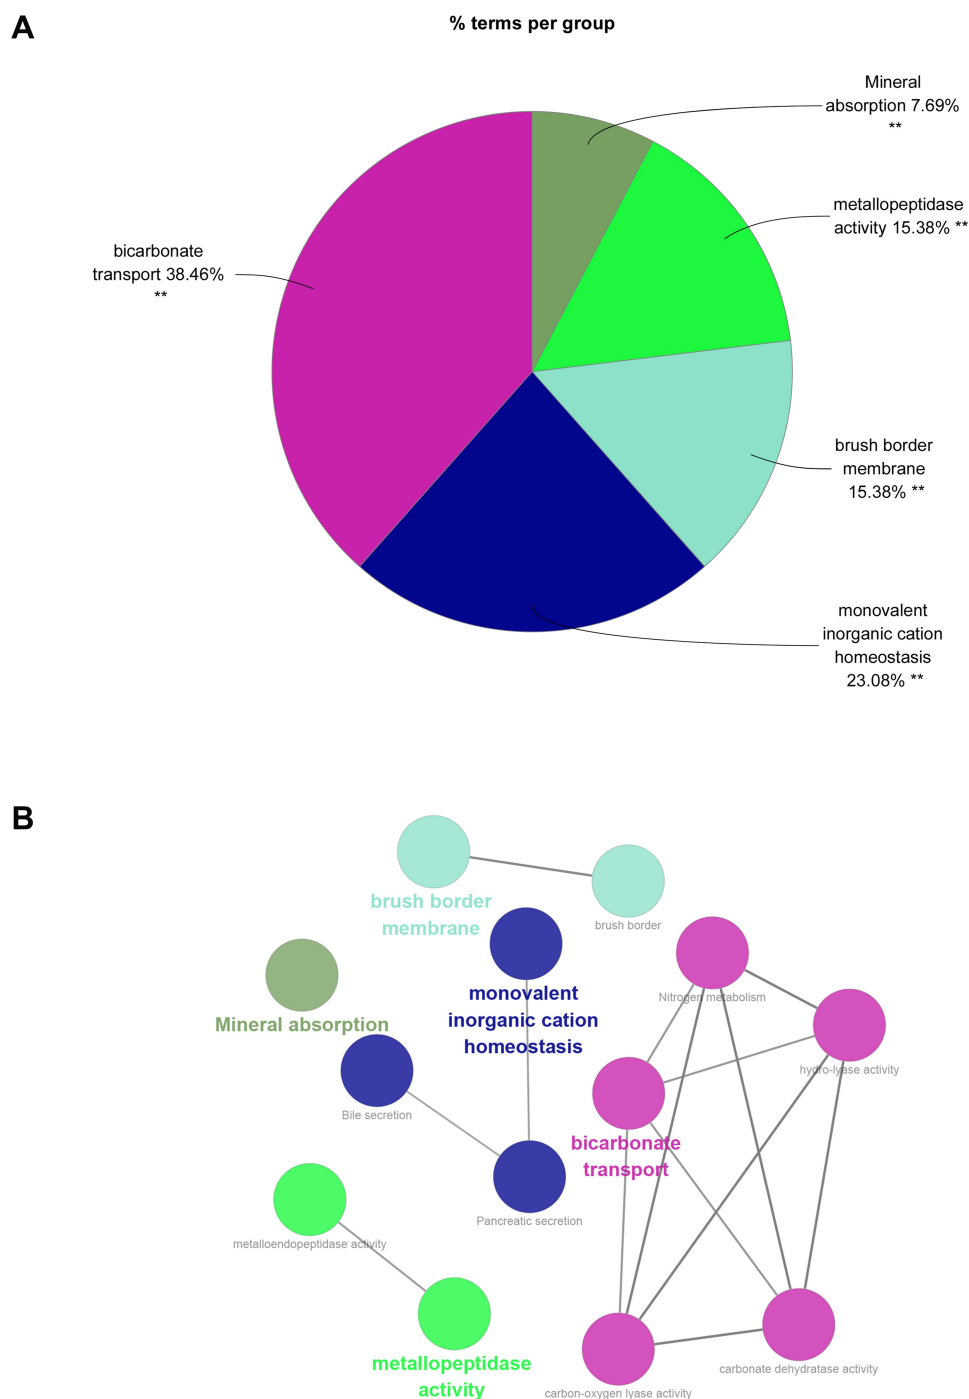 A
% terms per group
Mineral
absorption 7.69%
**
metallopeptidase
activity 15.38% **
bicarbonate
transport 38.46%
**
brush border
membrane
15.38% **
monovalent
inorganic cation
homeostasis
23.08% **
B
brush border
membrane
brush border
Nitrogen metabolism
monovalent
inorganic cation
homeostasis
Mineral absorption
hydro-lyase activity
Bile secretion
bicarbonate
transport
Pancreatic secretion
metalloendopeptidase activity
metallopeptidase
activity
carbonate dehydratase activity
carbon-oxygen lyase activity